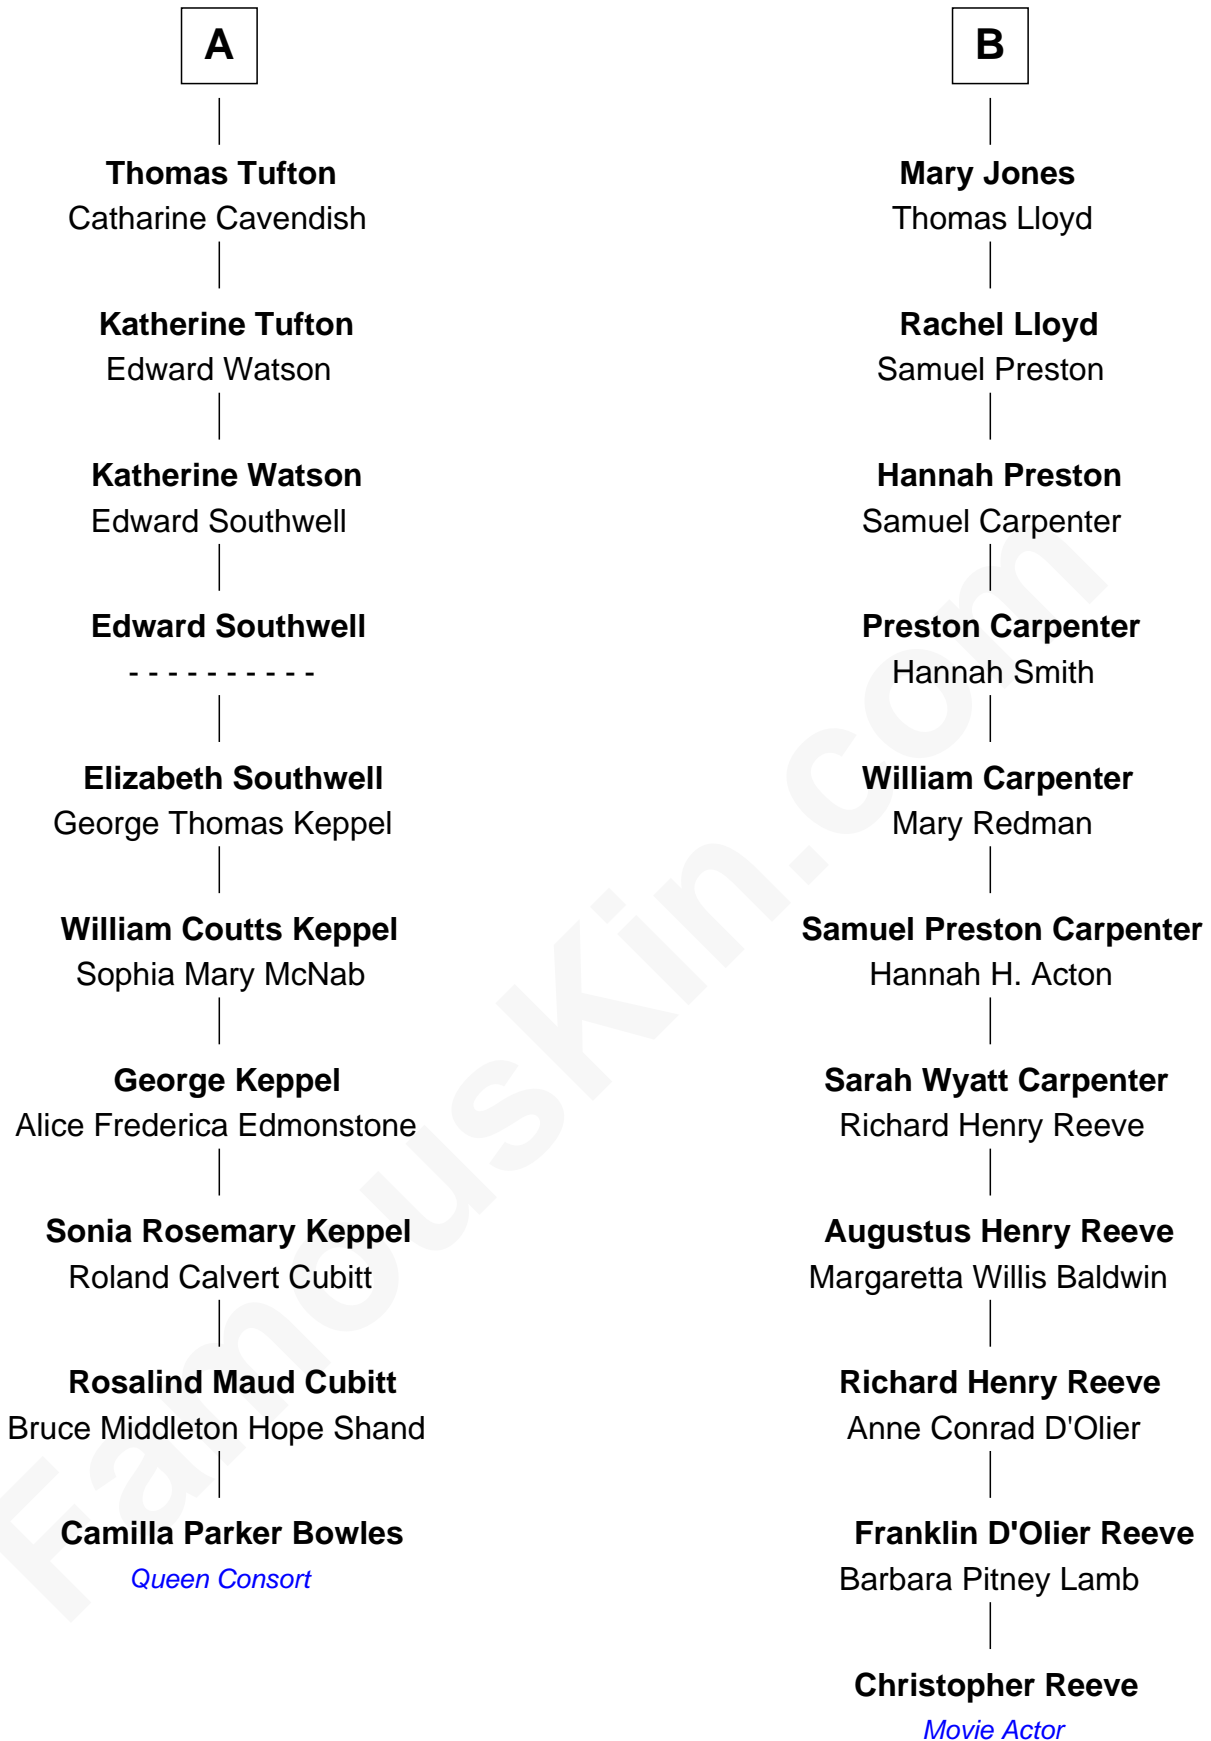 A
Thomas Tufton
Catharine Cavendish
Katherine Tufton
Edward Watson
Katherine Watson
Edward Southwell
Edward Southwell
- - - - - - - - - -
Elizabeth Southwell
George Thomas Keppel
William Coutts Keppel
Sophia Mary McNab
George Keppel
Alice Frederica Edmonstone
Sonia Rosemary Keppel
Roland Calvert Cubitt
Rosalind Maud Cubitt
Bruce Middleton Hope Shand
Camilla Parker Bowles
Queen Consort
B
Mary Jones
Thomas Lloyd
Rachel Lloyd
Samuel Preston
Hannah Preston
Samuel Carpenter
Preston Carpenter
Hannah Smith
William Carpenter
Mary Redman
Samuel Preston Carpenter
Hannah H. Acton
Sarah Wyatt Carpenter
Richard Henry Reeve
Augustus Henry Reeve
Margaretta Willis Baldwin
Richard Henry Reeve
Anne Conrad D'Olier
Franklin D'Olier Reeve
Barbara Pitney Lamb
Christopher Reeve
Movie Actor
FamousKin.com